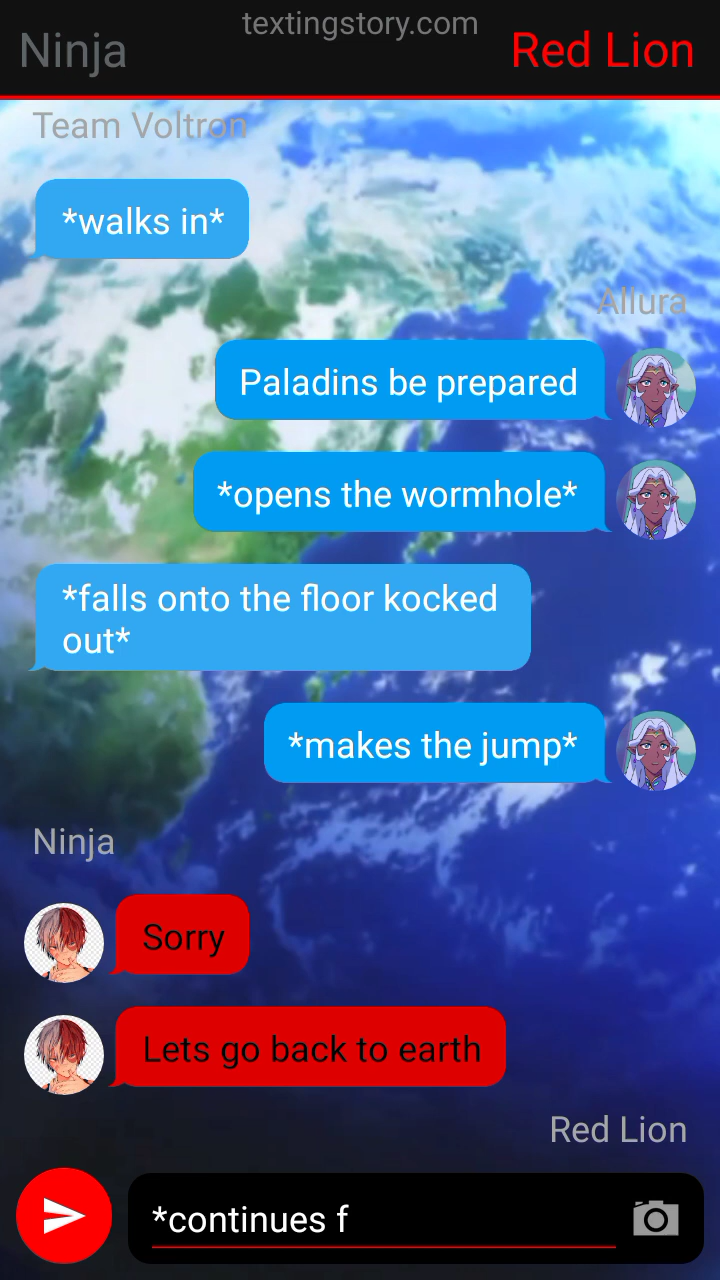 textingstory.com
Ninja
Red Lion
Team Voltron
*walks in*
Allura
Paladins be prepared
*opens the wormhole*
*falls onto the floor kocked
out*
*makes the jump*
Ninja
Sorry
Lets go back to earth
Red Lion
*continues f